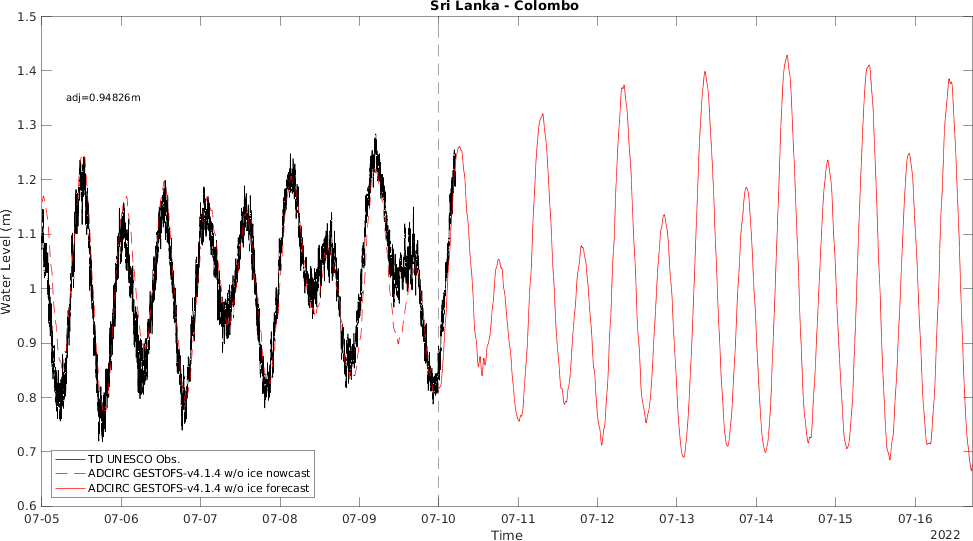 Sri Lanka - Colombo
1.5
1.4
1.3
1.2
1.1
1
0.9
0.8
0.7
0.6
Water Level (m)
adj=0.94826m
TD UNESCO Obs.
ADCIRC GESTOFS-v4.1.4 w/o ice nowcast
ADCIRC GESTOFS-v4.1.4 w/o ice forecast
07-05 07-06 07-07 07-08 07-09 07-10 07-11 07-12 07-13 07-14 07-15 07-16
Time
2022